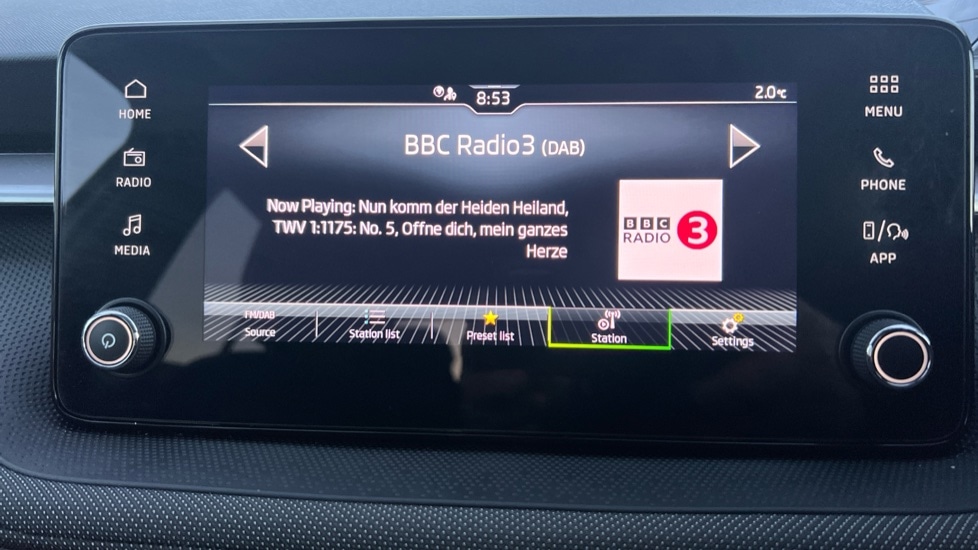 8:53
2.0°C
HOME
MENU
BBC Radio3 (DAB)
RADIO
PHONE
Now Playing: Nun komm der Heiden Heiland,
TWV 1:1175: No. 5, Offne dich, mein ganzes
Herze
BBC
RADIO 3
MEDIA
APP
FM/DAB
Source
Station list
Preset list
Station
Settings